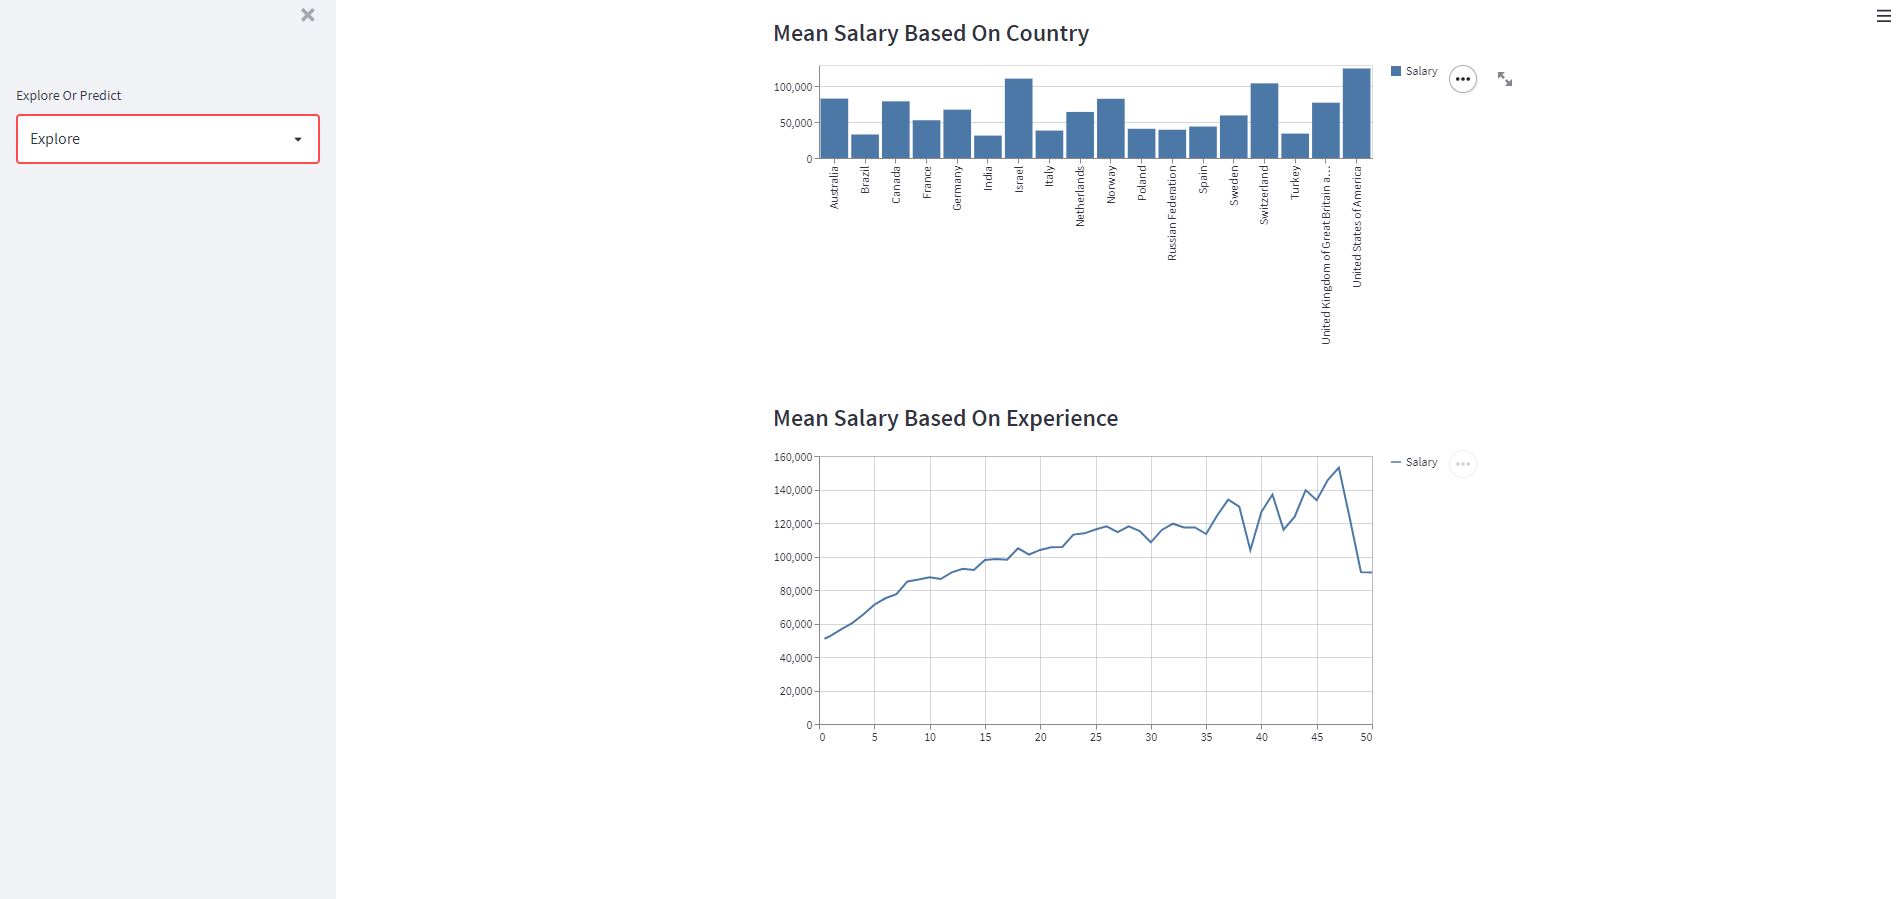 Explore Or Predict
Explore
Mean Salary Based On Country
100,000
50,000
0
Australia
Brazil
Canada
France
Germany
India
Israel
Italy
Netherlands
Norway
Poland
Russian Federation
Spain
Sweden
Switzerland
Turkey
United Kingdom of Great Britain a...
United States of America
Salary
Mean Salary Based On Experience
160,000
140,000
120,000
100,000
80,000
60,000
40,000
20,000
0
0 5 10 15 20 25 30 35 40 45 50
Salary